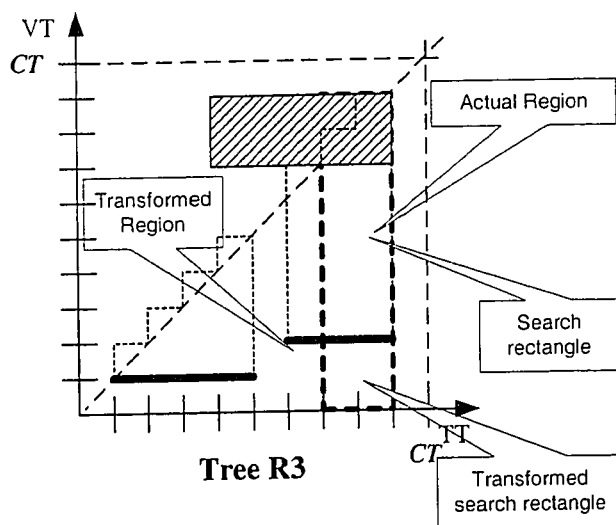 VT
CT
Actual Region
Transformed
Region
Search
rectangle
TT
CT
Tree R3
Transformed
search rectangle